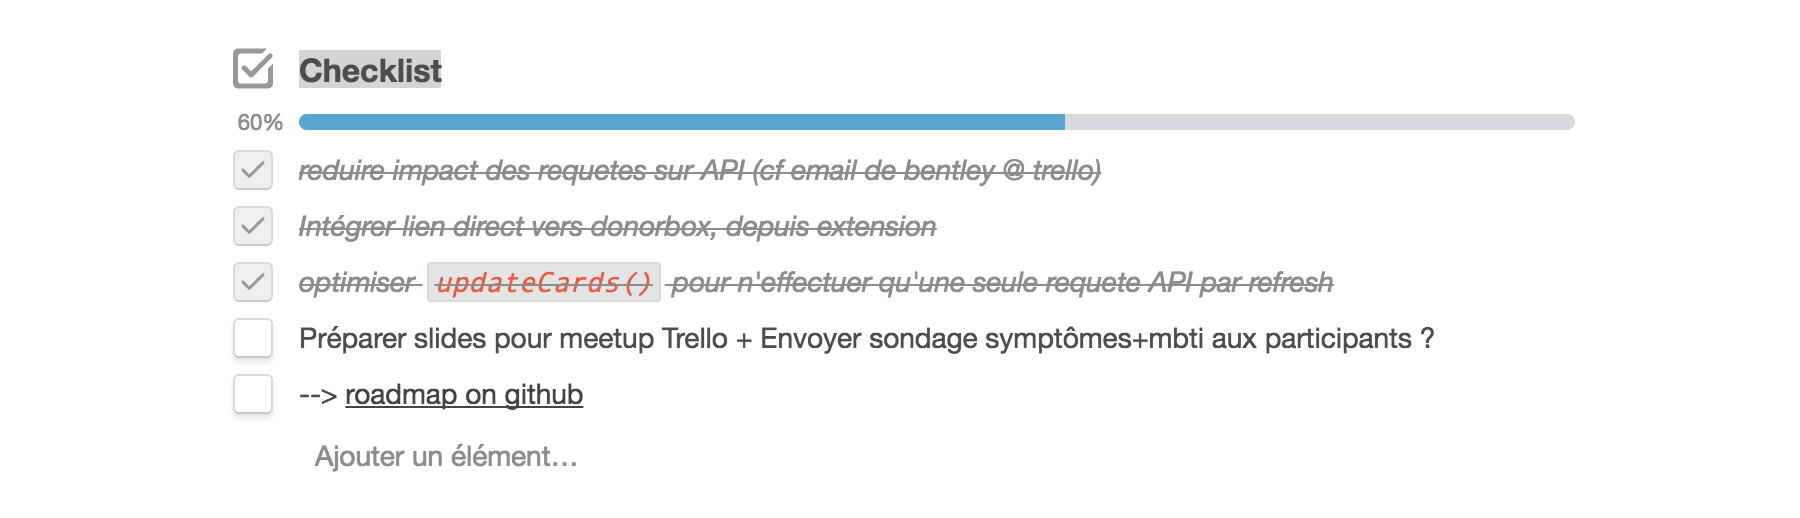 Checklist
60%
reduire impact des requetes sur API (cf email de bentley @ trello)
Intégrer lien direct vers donorbox, depuis extension
optimiser updateCards() pour n'effectuer qu'une seule requete API par refresh
Préparer slides pour meetup Trello + Envoyer sondage symptômes+mbti aux participants ?
--> roadmap on github
Ajouter un élément…